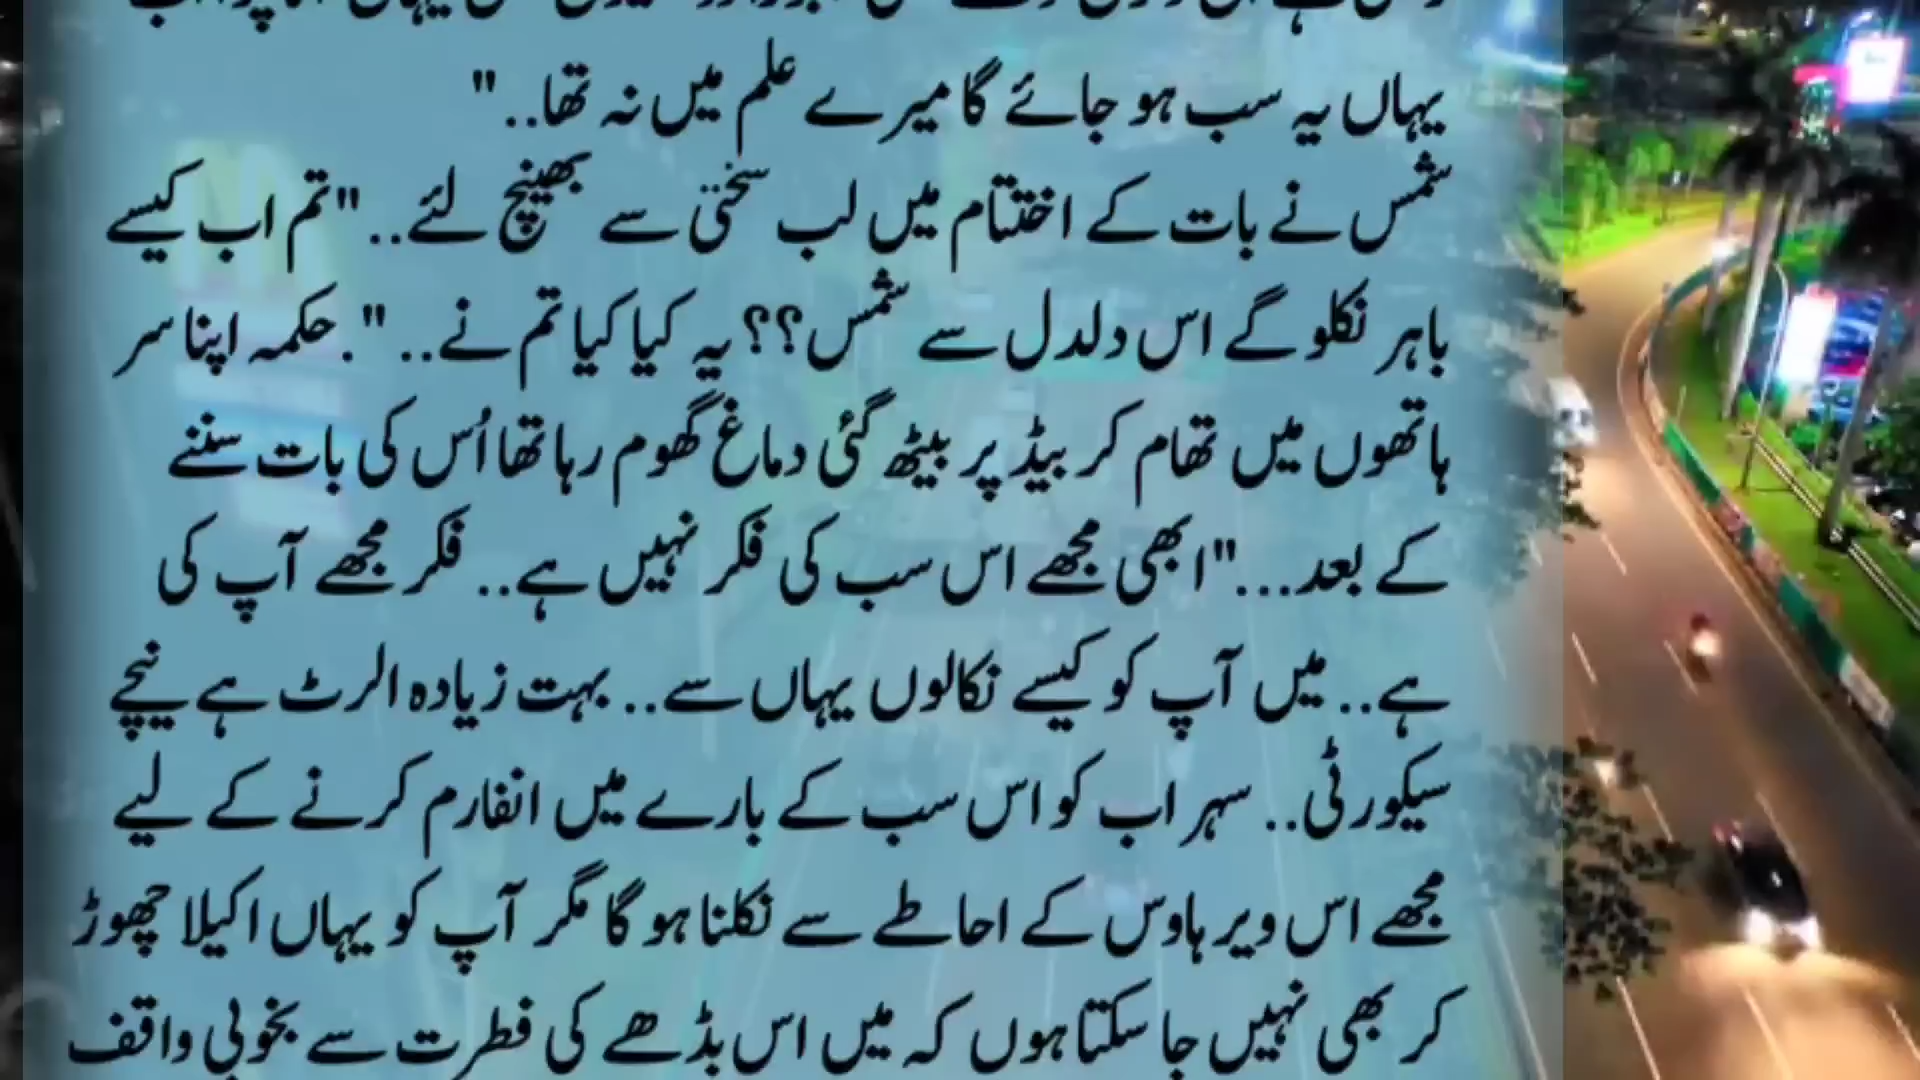 یہاں یہ سب ہو جائے گا میرے علم میں نہ تھا.."
شمس نے بات کے اختتام میں لب سختی سے بھینچ لئے.."تم اب کیسے
باہر نکلو گے اس دلدل سے شمس؟؟ یہ کیا کیا تم نے.. ".حکمہ اپنا سر
ہاتھوں میں تھام کر بیڈ پر بیٹھ گئی دماغ گھوم رہا تھا اُس کی بات سننے
کے بعد..."ابھی مجھے اس سب کی فکر نہیں ہے.. فکر مجھے آپ کی
ہے.. میں آپ کو کیسے نکالوں یہاں سے.. بہت زیادہ الرٹ ہے نیچے
سیکورٹی.. سہراب کو اس سب کے بارے میں انفارم کرنے کے لیے
مجھے اس ویر ہاوس کے احاطے سے نکلنا ہو گا مگر آپ کو یہاں اکیلا چھوڑ
کر بھی نہیں جا سکتا ہوں کہ میں اس بڈھے کی فطرت سے بخوبی واقف